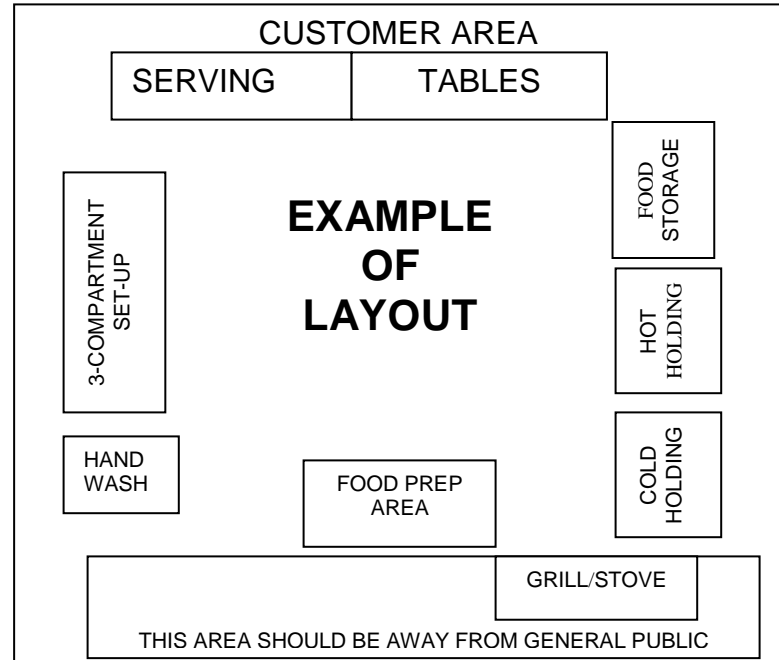 CUSTOMER AREA
SERVING TABLES
FOOD
STORAGE
3-COMPARTMENT
SET-UP
EXAMPLE
OF
LAYOUT
HOT
HOLDING
COLD
HOLDING
HAND
WASH
FOOD PREP
AREA
GRILL/STOVE
THIS AREA SHOULD BE AWAY FROM GENERAL PUBLIC